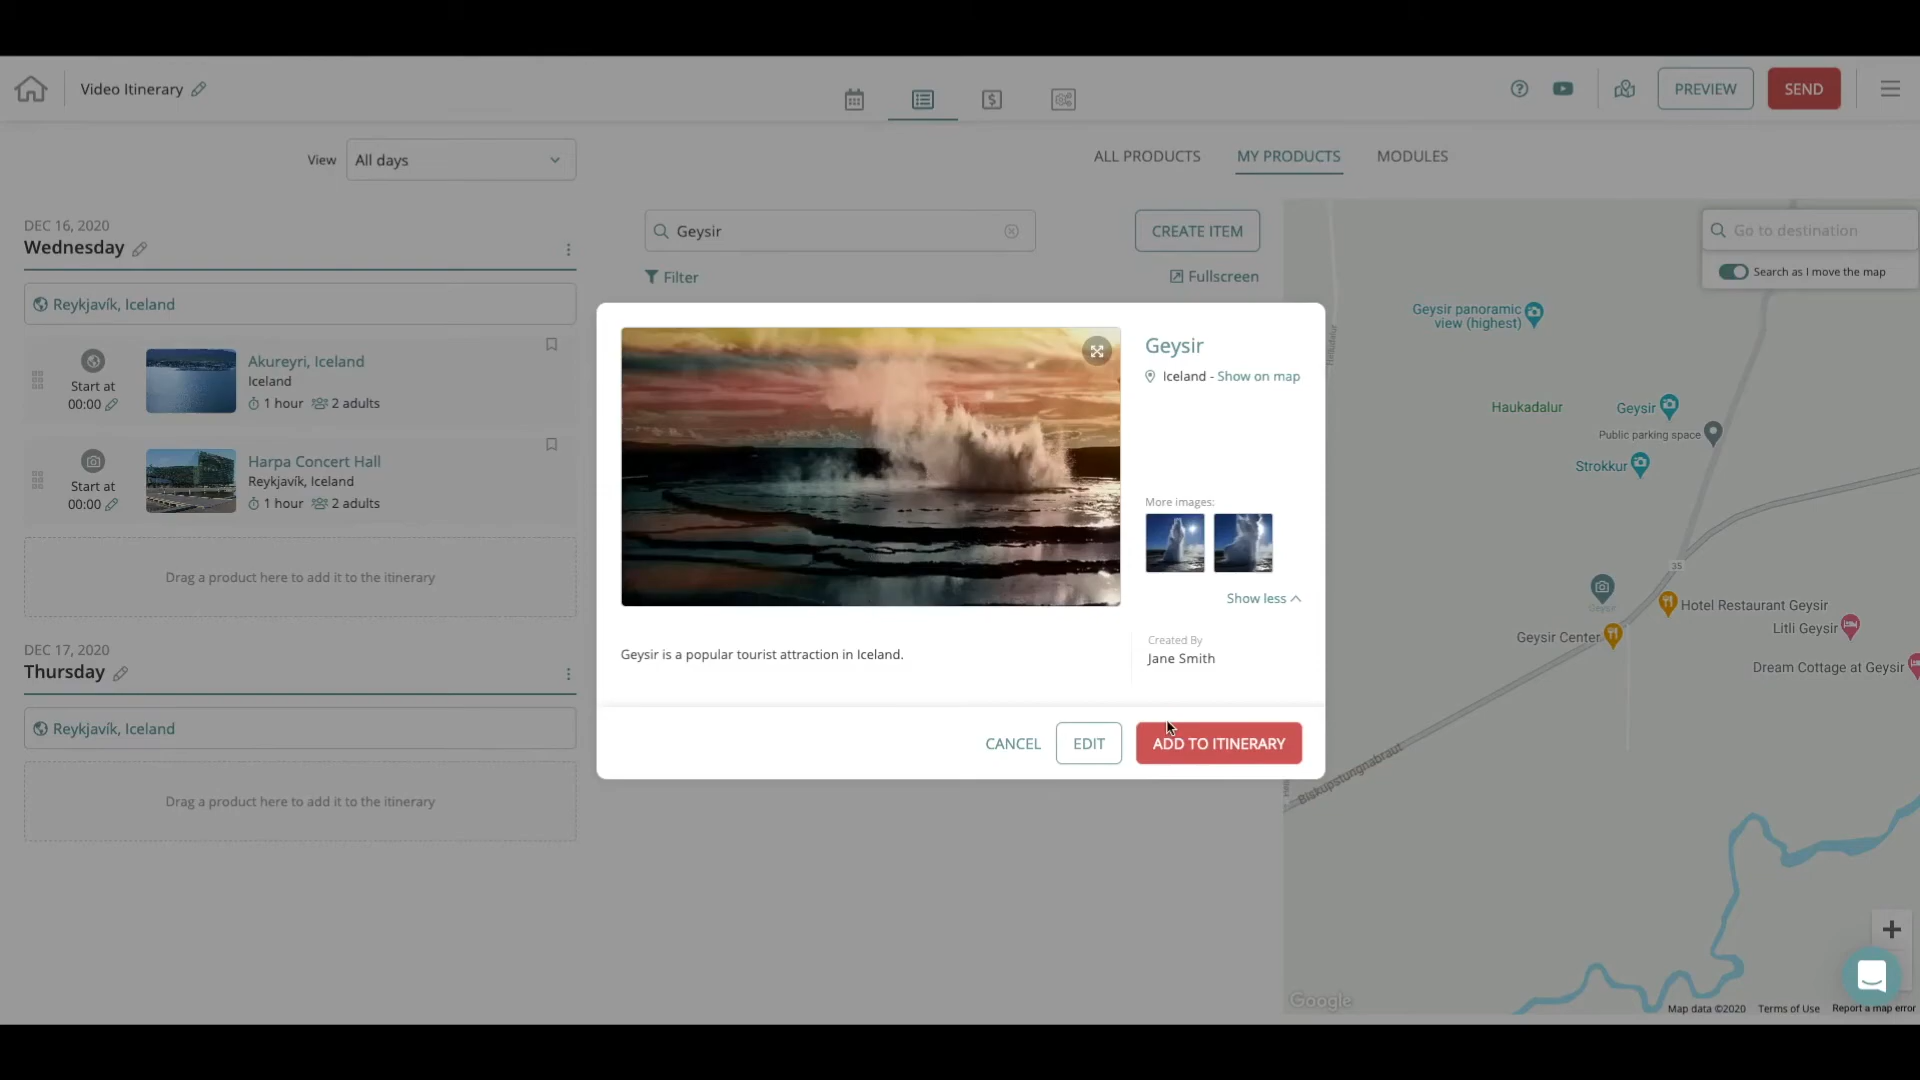 Video Itinerary
PREVIEW
SEND
View
All days
ALL PRODUCTS
MY PRODUCTS
MODULES
DEC 16, 2020
Wednesday
Reykjavík, Iceland
Start at
00:00
Akureyri, Iceland
Iceland
1 hour
2 adults
Start at
00:00
Harpa Concert Hall
Reykjavík, Iceland
1 hour
2 adults
Drag a product here to add it to the itinerary
DEC 17, 2020
Thursday
Reykjavík, Iceland
Drag a product here to add it to the itinerary
Geysir
CREATE ITEM
Filter
Fullscreen
Geysir
Iceland - Show on map
More images:
Show less
Geysir is a popular tourist attraction in Iceland.
Created By
Jane Smith
CANCEL
EDIT
ADD TO ITINERARY
Go to destination
Search as I move the map
Geysir panoramic
view (highest)
Haukadalur
Geysir
Public parking space
Strokkur
35
Geysir
Hotel Restaurant Geysir
Litli Geysir
Geysir Center
Dream Cottage at Geysir
Biskupstungnabraut
Google
Map data ©2020
Terms of Use
Report a map error